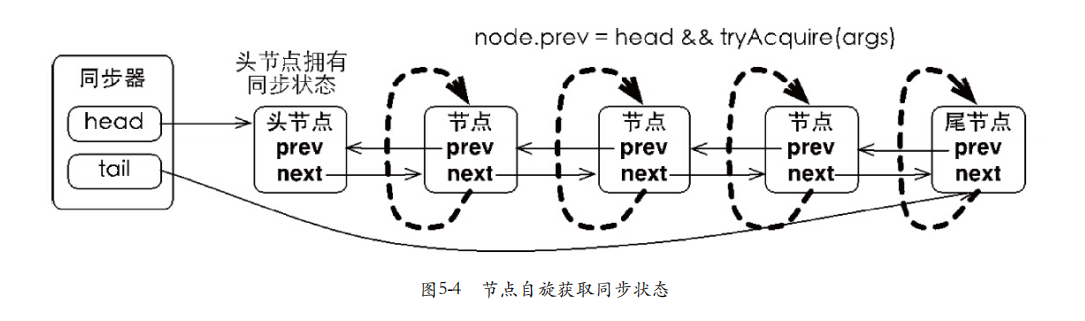 node.prev = head && tryAcquire(args)
同步器
head
tail
头节点拥有
同步状态
头节点
prev
next
节点
prev
next
节点
prev
next
节点
prev
next
尾节点
prev
next
图5-4 节点自旋获取同步状态